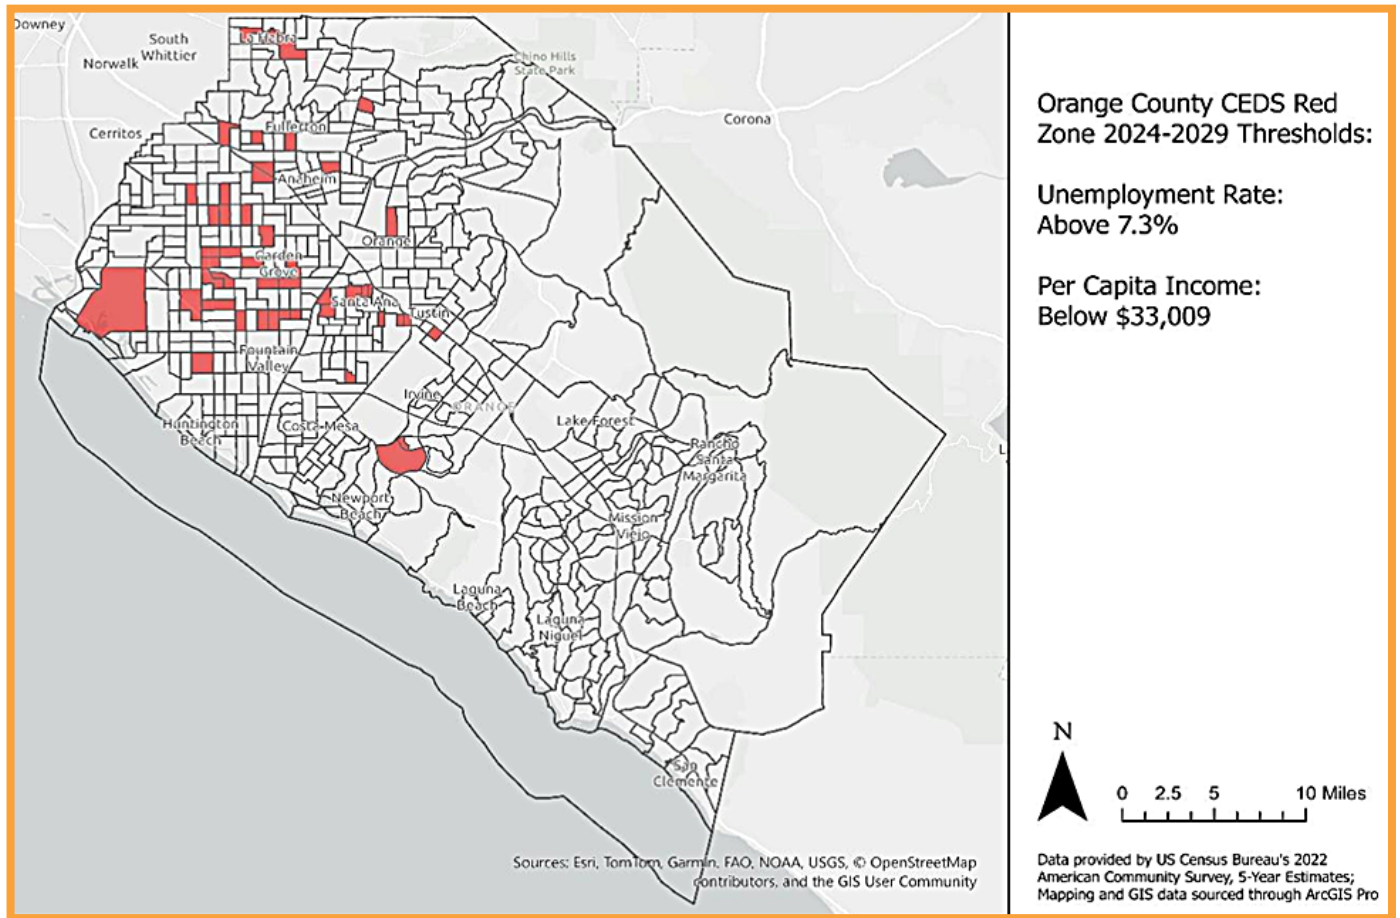 Downey
South
Whittier
La Habra
Norwalk
Chino Hills
State Park
Cerritos
Fullerton
Corona
Anaheim
Orange
Garden
Grove
Santa Ana
Tustin
Fountain
Valley
Irvine
ORANGE
Huntington
Beach
Costa Mesa
Lake Forest
Rancho
Santa
Margarita
Newport
Beach
Mission
Viejo
Laguna
Beach
Laguna
Niguel
San
Clemente
Sources: Esri, TomTom, Garmin, FAO, NOAA, USGS, © OpenStreetMap
contributors, and the GIS User Community
Orange County CEDS Red
Zone 2024-2029 Thresholds:
Unemployment Rate:
Above 7.3%
Per Capita Income:
Below $33,009
N
0 2.5 5 10 Miles
Data provided by US Census Bureau's 2022
American Community Survey, 5-Year Estimates;
Mapping and GIS data sourced through ArcGIS Pro